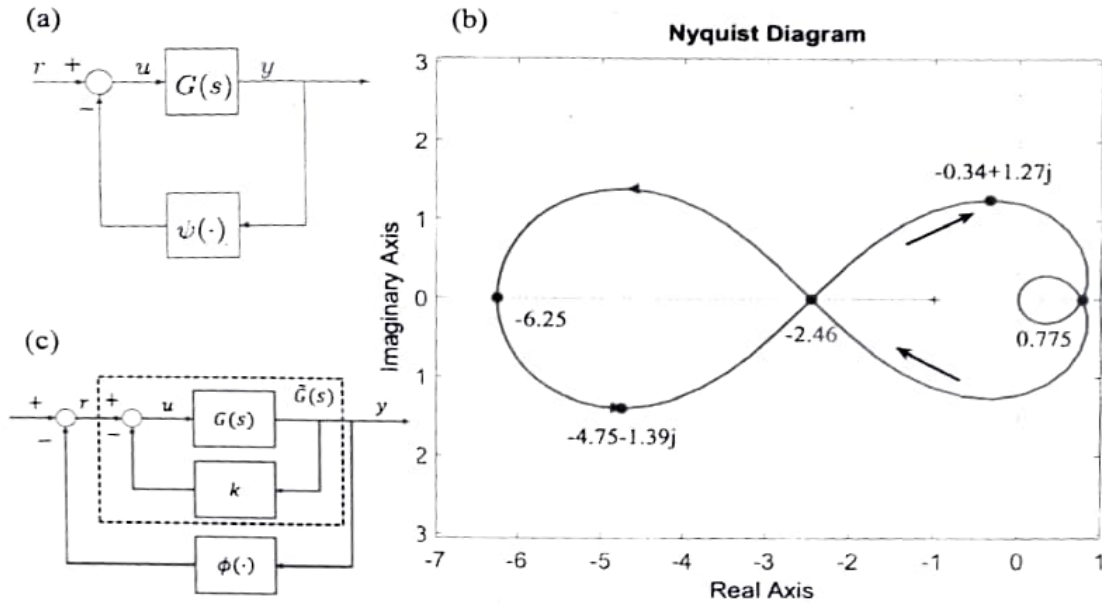 (a)
r + u G(s) y
−
ψ(·)
(b)
Nyquist Diagram
Imaginary Axis
3
2
1
0
1
2
3
-0.34+1.27j
-6.25
-2.46
0.775
-4.75-1.39j
-7 -6 -5 -4 -3 -2 -1 0 1
Real Axis
(c)
G̃(s)
+ r + u G(s) y
− −
k
ϕ(·)